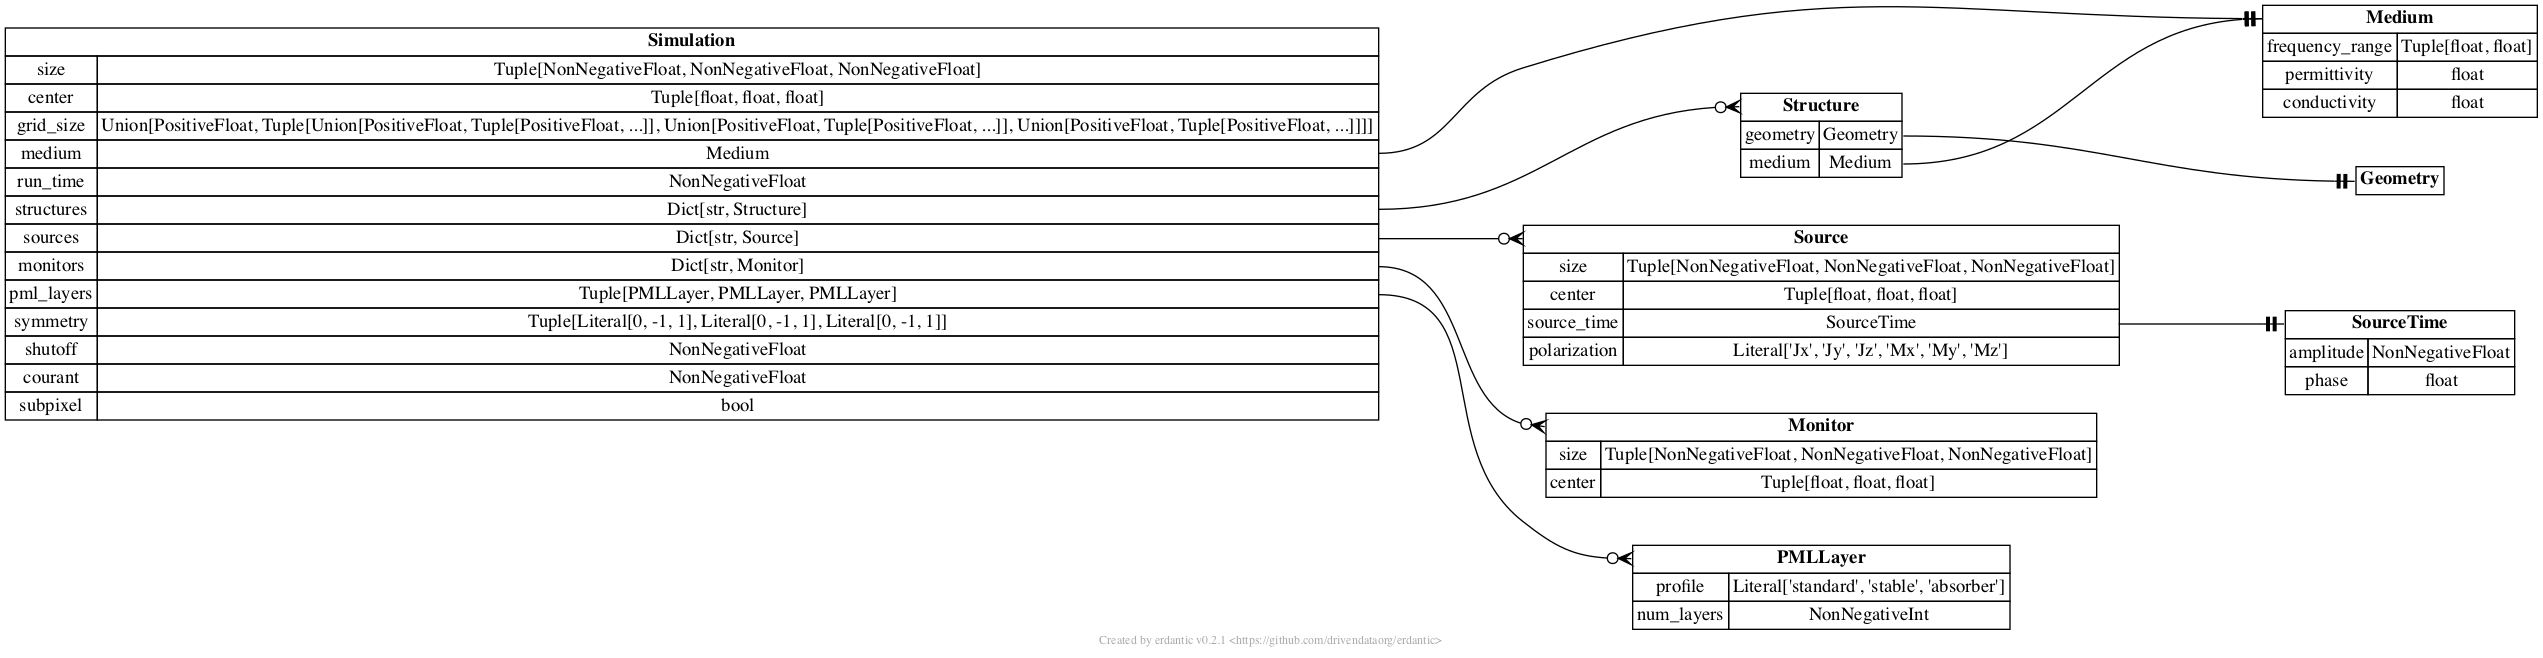 Simulation
size Tuple[NonNegativeFloat, NonNegativeFloat, NonNegativeFloat]
center Tuple[float, float, float]
grid_size Union[PositiveFloat, Tuple[Union[PositiveFloat, Tuple[PositiveFloat, ...]], Union[PositiveFloat, Tuple[PositiveFloat, ...]], Union[PositiveFloat, Tuple[PositiveFloat, ...]]]]
medium Medium
run_time NonNegativeFloat
structures Dict[str, Structure]
sources Dict[str, Source]
monitors Dict[str, Monitor]
pml_layers Tuple[PMLLayer, PMLLayer, PMLLayer]
symmetry Tuple[Literal[0, -1, 1], Literal[0, -1, 1], Literal[0, -1, 1]]
shutoff NonNegativeFloat
courant NonNegativeFloat
subpixel bool
Structure
geometry Geometry
medium Medium
Medium
frequency_range Tuple[float, float]
permittivity float
conductivity float
Geometry
Source
size Tuple[NonNegativeFloat, NonNegativeFloat, NonNegativeFloat]
center Tuple[float, float, float]
source_time SourceTime
polarization Literal['Jx', 'Jy', 'Jz', 'Mx', 'My', 'Mz']
SourceTime
amplitude NonNegativeFloat
phase float
Monitor
size Tuple[NonNegativeFloat, NonNegativeFloat, NonNegativeFloat]
center Tuple[float, float, float]
PMLLayer
profile Literal['standard', 'stable', 'absorber']
num_layers NonNegativeInt
Created by erdantic v0.2.1 <https://github.com/drivendataorg/erdantic>